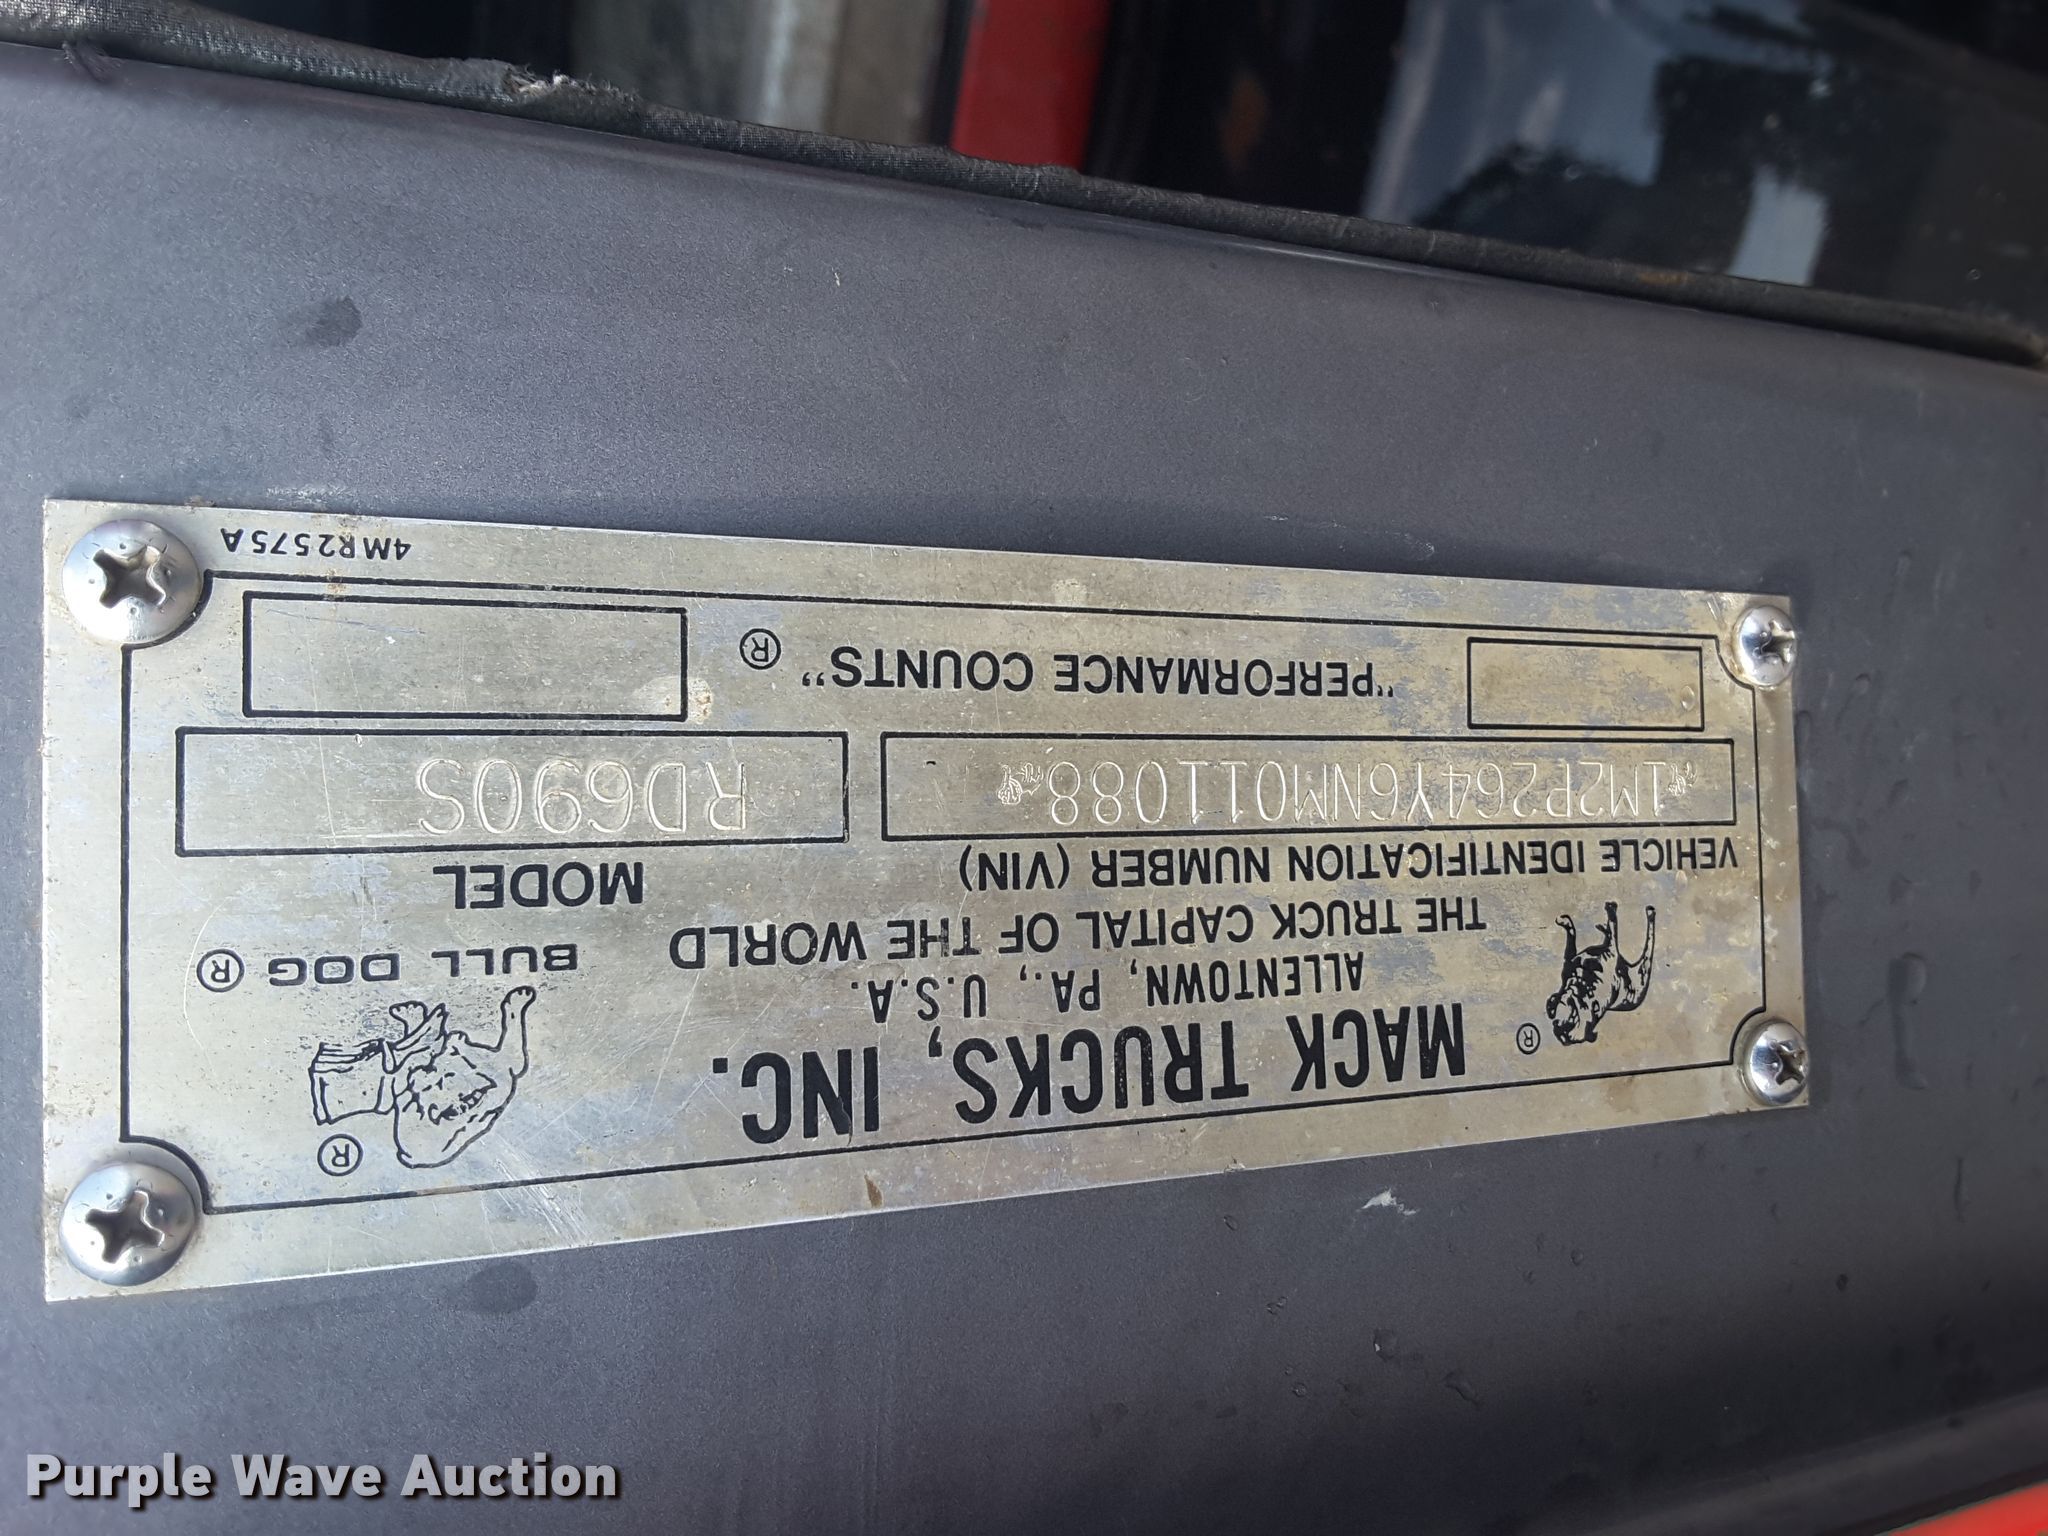 MACK TRUCKS, INC.
ALLENTOWN, PA., U.S.A.
THE TRUCK CAPITAL OF THE WORLD
BULL DOG ®
VEHICLE IDENTIFICATION NUMBER (VIN)
MODEL
1M2P264Y6NM011088
RD690S
"PERFORMANCE COUNTS" ®
4MR2575A
®
®
Purple Wave Auction